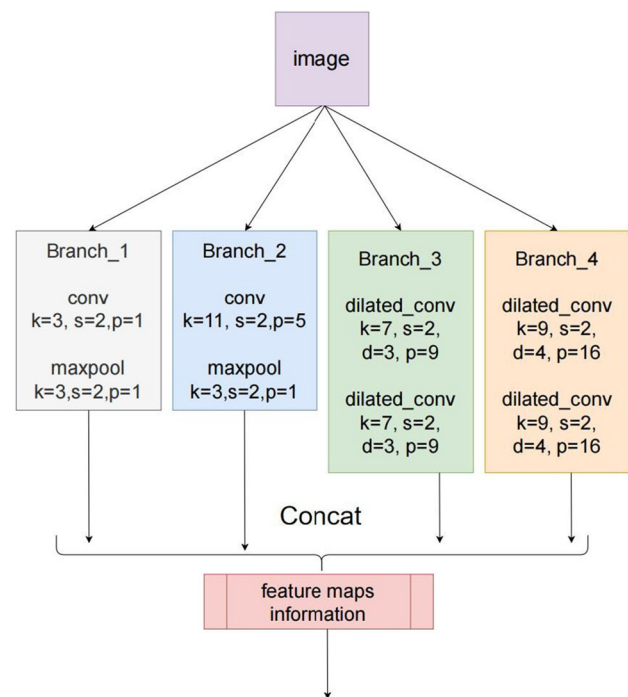 image
Branch_1
conv
k=3, s=2,p=1
maxpool
k=3,s=2,p=1
Branch_2
conv
k=11, s=2,p=5
maxpool
k=3,s=2,p=1
Branch_3
dilated_conv
k=7, s=2,
d=3, p=9
dilated_conv
k=7, s=2,
d=3, p=9
Branch_4
dilated_conv
k=9, s=2,
d=4, p=16
dilated_conv
k=9, s=2,
d=4, p=16
Concat
feature maps
information